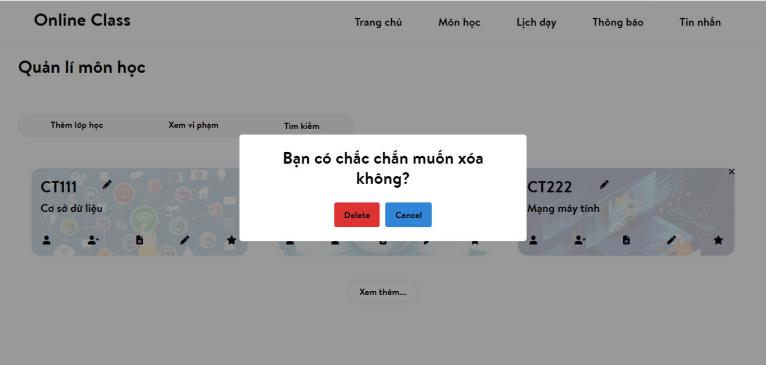 Online Class
Trang chủ
Môn học
Lịch dạy
Thông báo
Tin nhắn
Quản lí môn học
Thêm lớp học
Xem vi phạm
Tìm kiếm
Bạn có chắc chắn muốn xóa
không?
Delete
Cancel
CT111
Cơ sở dữ liệu
CT222
Mạng máy tính
Xem thêm...